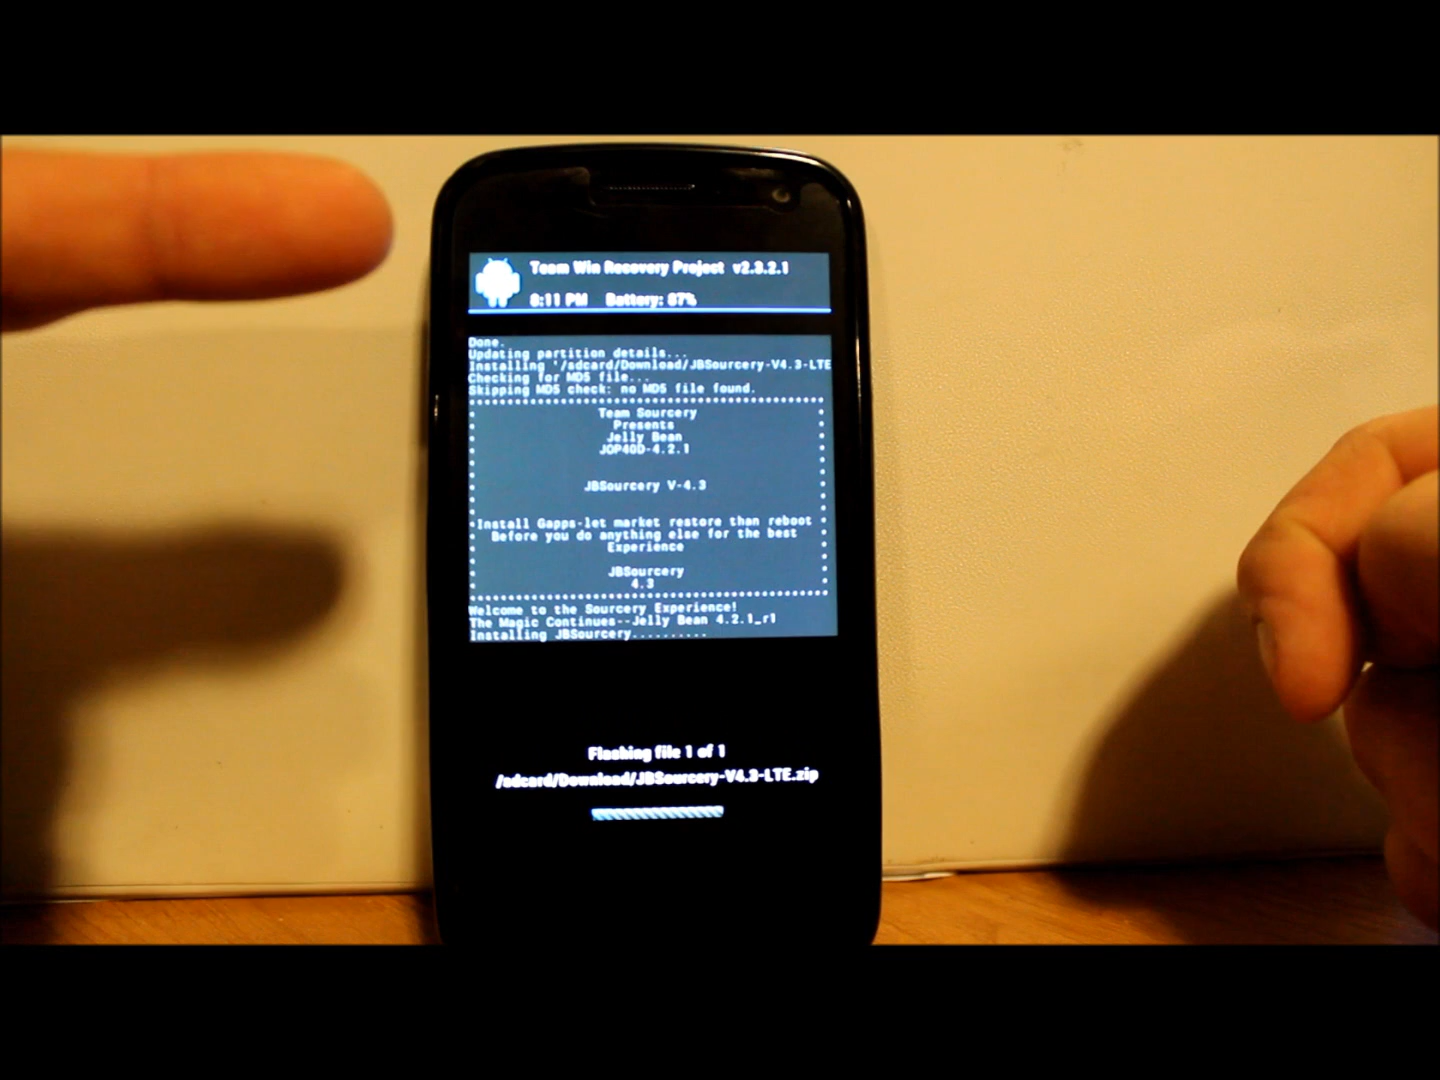 Team Win Recovery Project v2.3.2.1
8:11 PM Battery: 87%
Done.
Updating partition details...
Installing '/sdcard/Download/JBSourcery-V4.3-LTE
Checking for MD5 file...
Skipping MD5 check: no MD5 file found.
Team Sourcery
Presents
Jelly Bean
JOP40D-4.2.1
JBSourcery V-4.3
Install Gapps-let market restore than reboot
Before you do anything else for the best
Experience
JBSourcery
4.3
Welcome to the Sourcery Experience!
The Magic Continues--Jelly Bean 4.2.1_r1
Installing JBSourcery..........
Flashing file 1 of 1
/sdcard/Download/JBSourcery-V4.3-LTE.zip